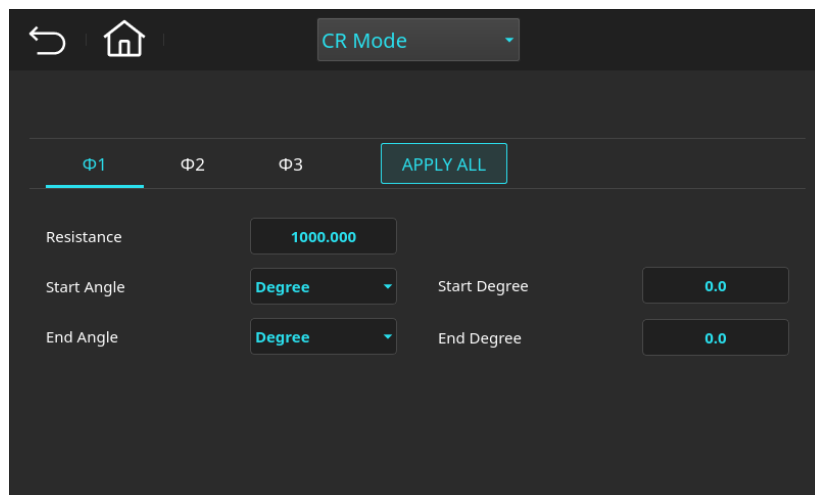 CR Mode
Φ1 Φ2 Φ3 APPLY ALL
Resistance 1000.000
Start Angle Degree Start Degree 0.0
End Angle Degree End Degree 0.0